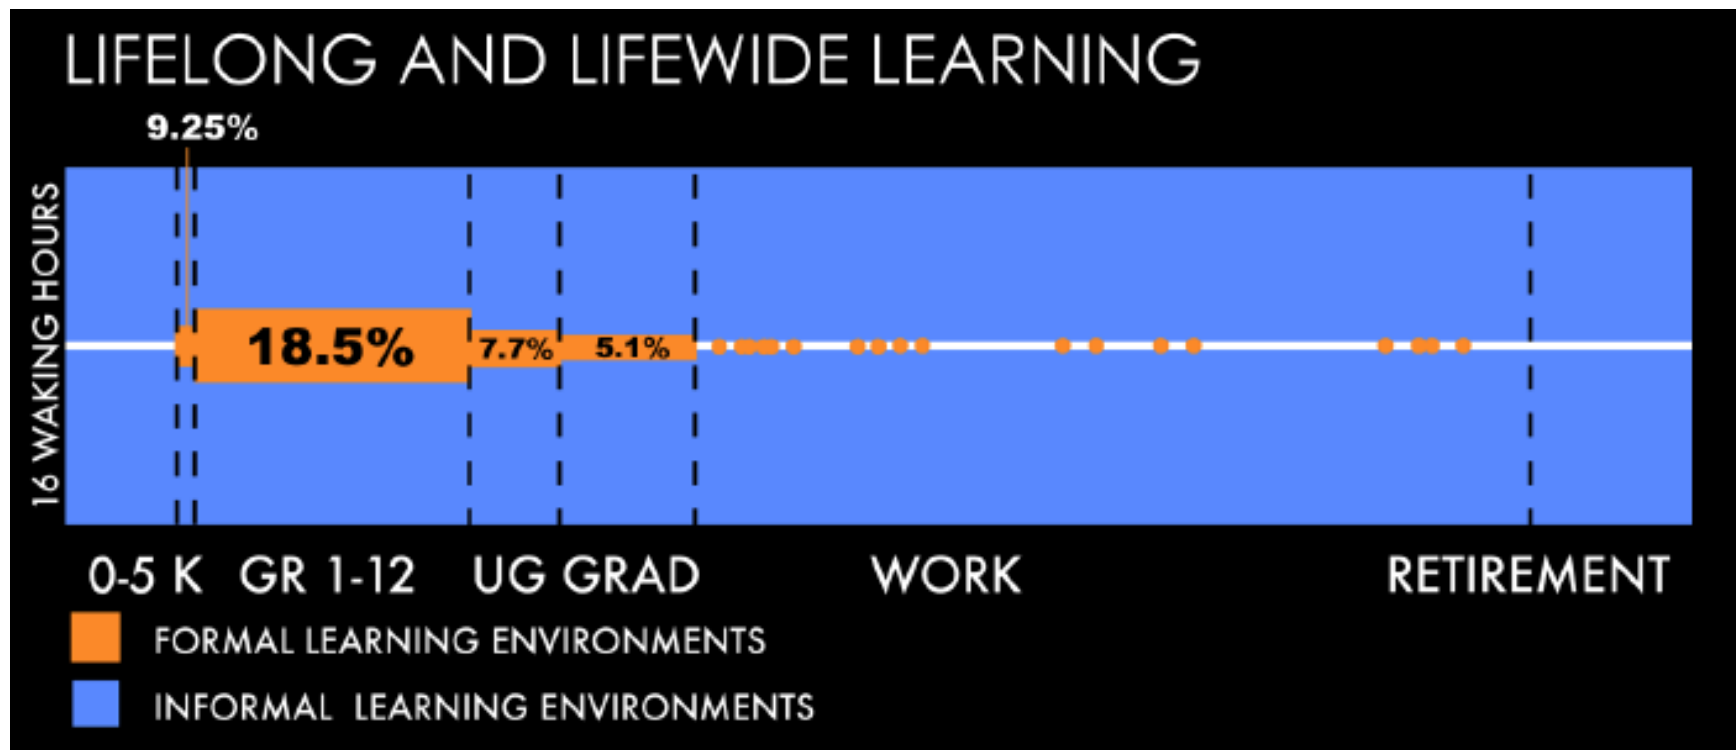 LIFELONG AND LIFEWIDE LEARNING
9.25%
16 WAKING HOURS
18.5%
7.7%
5.1%
0-5 K GR 1-12 UG GRAD WORK RETIREMENT
FORMAL LEARNING ENVIRONMENTS
INFORMAL LEARNING ENVIRONMENTS